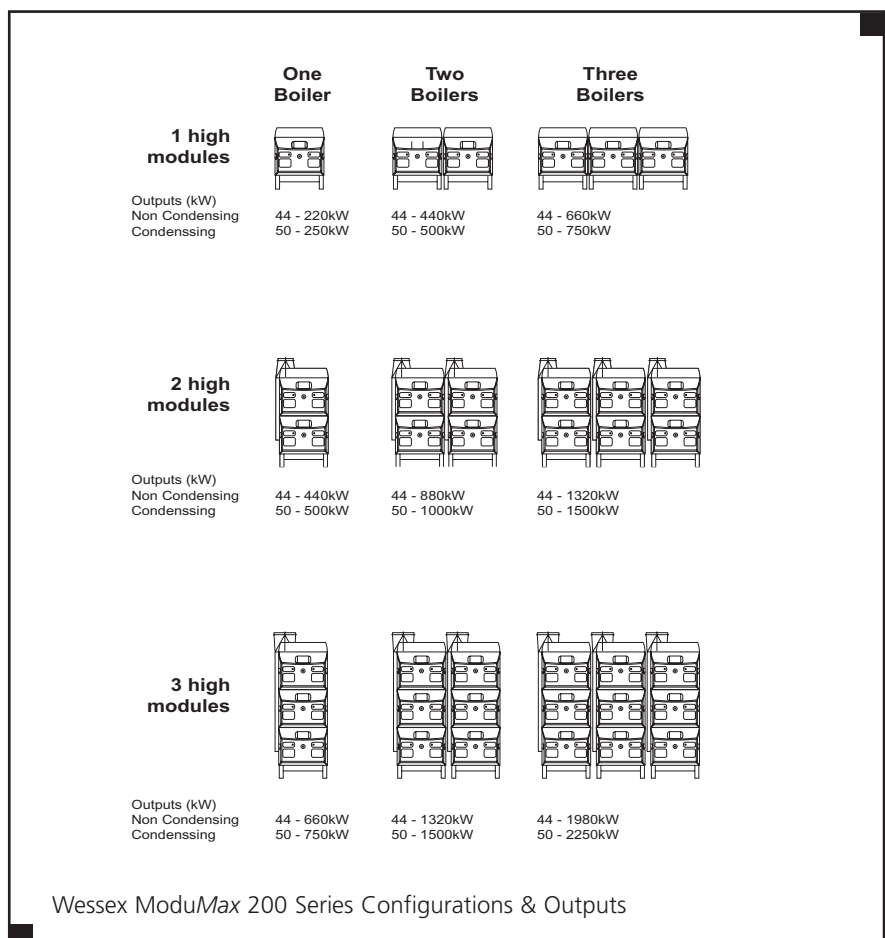 One Boiler
Two Boilers
Three Boilers
1 high modules
Outputs (kW)
Non Condensing 44 - 220kW 44 - 440kW 44 - 660kW
Condenssing 50 - 250kW 50 - 500kW 50 - 750kW
2 high modules
Outputs (kW)
Non Condensing 44 - 440kW 44 - 880kW 44 - 1320kW
Condenssing 50 - 500kW 50 - 1000kW 50 - 1500kW
3 high modules
Outputs (kW)
Non Condensing 44 - 660kW 44 - 1320kW 44 - 1980kW
Condenssing 50 - 750kW 50 - 1500kW 50 - 2250kW
Wessex ModuMax 200 Series Configurations & Outputs